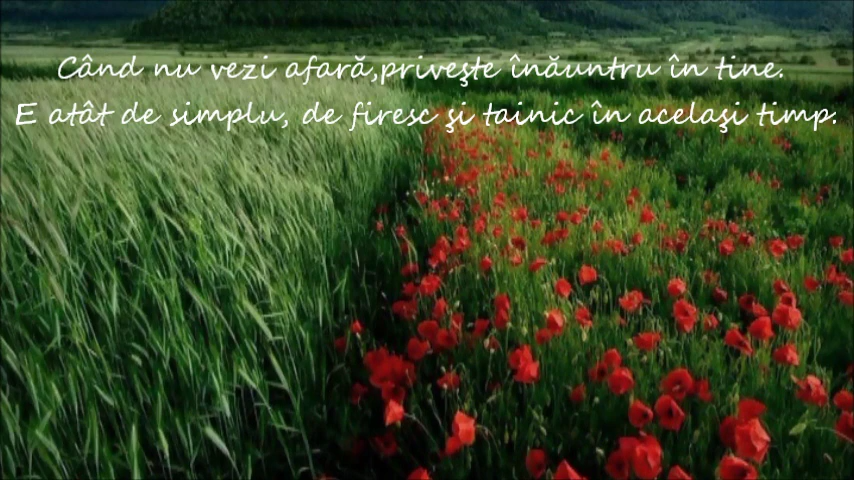 Când nu vezi afară,priveşte înăuntru în tine.
E atât de simplu, de firesc şi tainic în acelaşi timp.